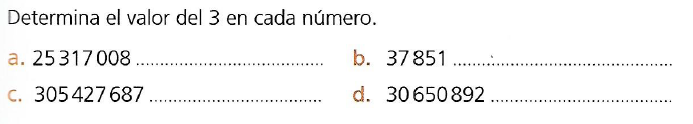 Determina el valor del 3 en cada número.
a. 25 317 008 ........................................ b. 37 851 ........................................
c. 305 427 687 ........................................ d. 30 650 892 ........................................